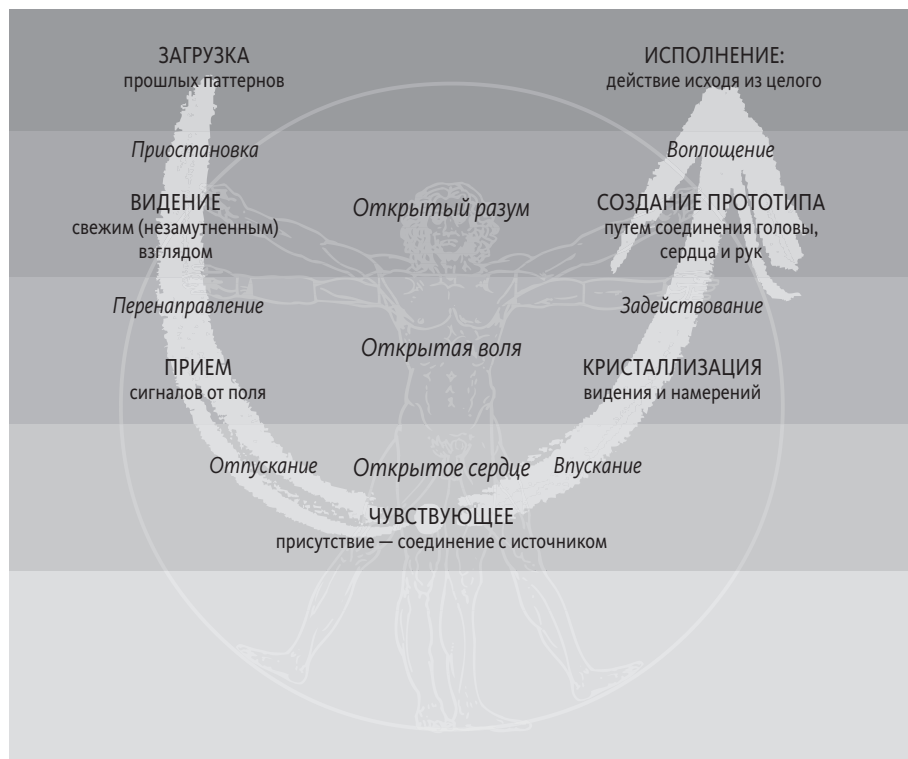 ЗАГРУЗКА
прошлых паттернов
ИСПОЛНЕНИЕ:
действие исходя из целого
Приостановка
Воплощение
ВИДЕНИЕ
свежим (незамутненным)
взглядом
Открытый разум
СОЗДАНИЕ ПРОТОТИПА
путем соединения головы,
сердца и рук
Перенаправление
Задействование
Открытая воля
ПРИЕМ
сигналов от поля
КРИСТАЛЛИЗАЦИЯ
видения и намерений
Отпускание
Открытое сердце
Впускание
ЧУВСТВУЮЩЕЕ
присутствие — соединение с источником